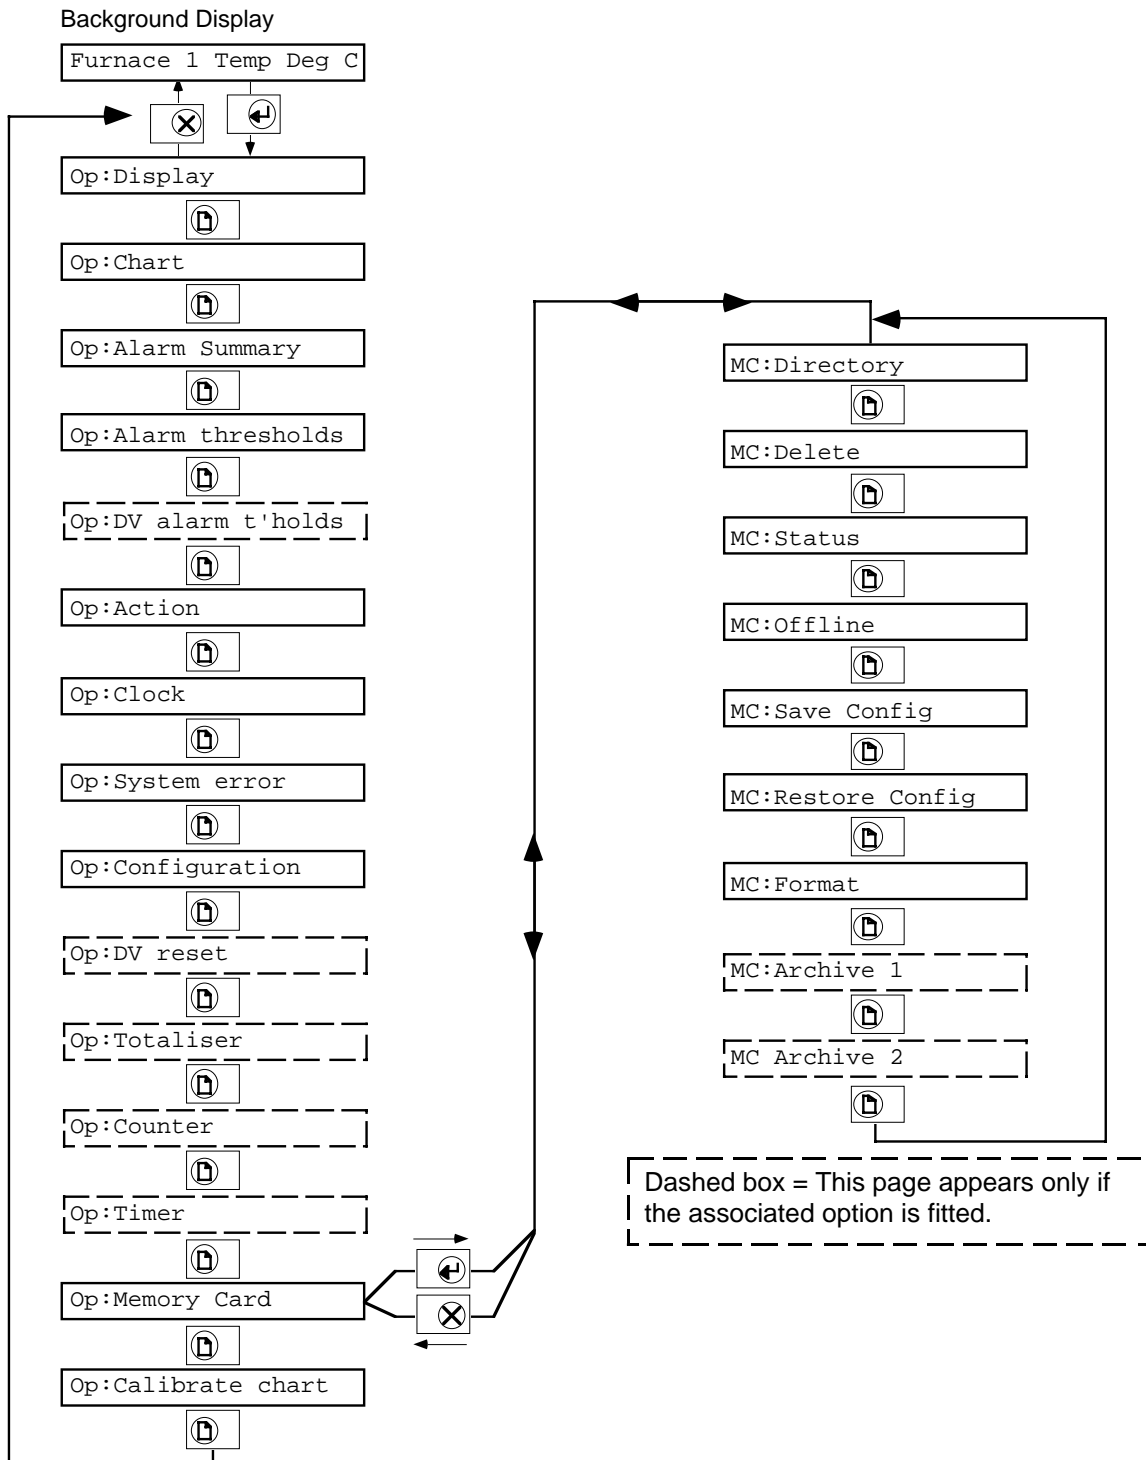 Background Display
Furnace 1 Temp Deg C
Op:Display
Op:Chart
Op:Alarm Summary
Op:Alarm thresholds
Op:DV alarm t'holds
Op:Action
Op:Clock
Op:System error
Op:Configuration
Op:DV reset
Op:Totaliser
Op:Counter
Op:Timer
Op:Memory Card
Op:Calibrate chart
MC:Directory
MC:Delete
MC:Status
MC:Offline
MC:Save Config
MC:Restore Config
MC:Format
MC:Archive 1
MC Archive 2
Dashed box = This page appears only if
the associated option is fitted.